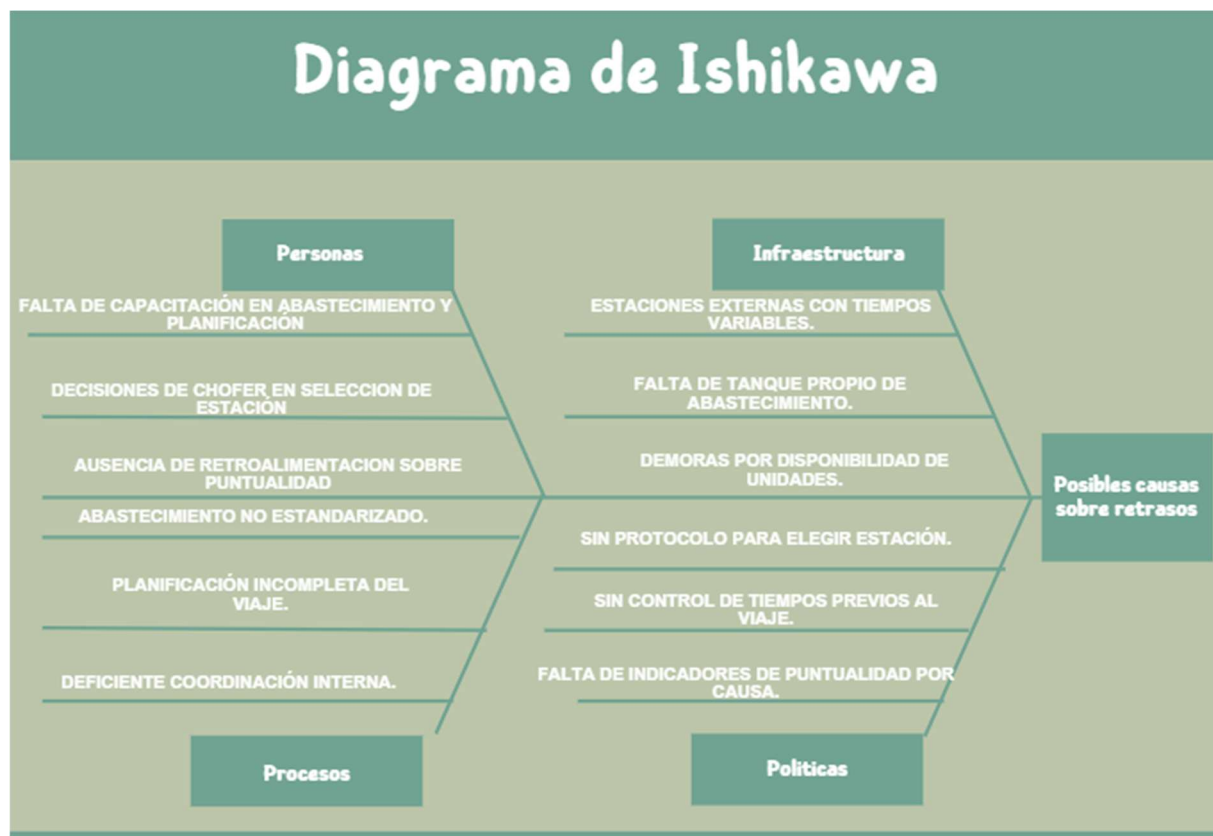 Diagrama de Ishikawa
Personas
FALTA DE CAPACITACIÓN EN ABASTECIMIENTO Y
PLANIFICACIÓN
DECISIONES DE CHOFER EN SELECCION DE
ESTACIÓN
AUSENCIA DE RETROALIMENTACION SOBRE
PUNTUALIDAD
Infraestructura
ESTACIONES EXTERNAS CON TIEMPOS
VARIABLES.
FALTA DE TANQUE PROPIO DE
ABASTECIMIENTO.
DEMORAS POR DISPONIBILIDAD DE
UNIDADES.
Posibles causas
sobre retrasos
ABASTECIMIENTO NO ESTANDARIZADO.
PLANIFICACIÓN INCOMPLETA DEL
VIAJE.
DEFICIENTE COORDINACIÓN INTERNA.
Procesos
SIN PROTOCOLO PARA ELEGIR ESTACIÓN.
SIN CONTROL DE TIEMPOS PREVIOS AL
VIAJE.
FALTA DE INDICADORES DE PUNTUALIDAD POR
CAUSA.
Politicas